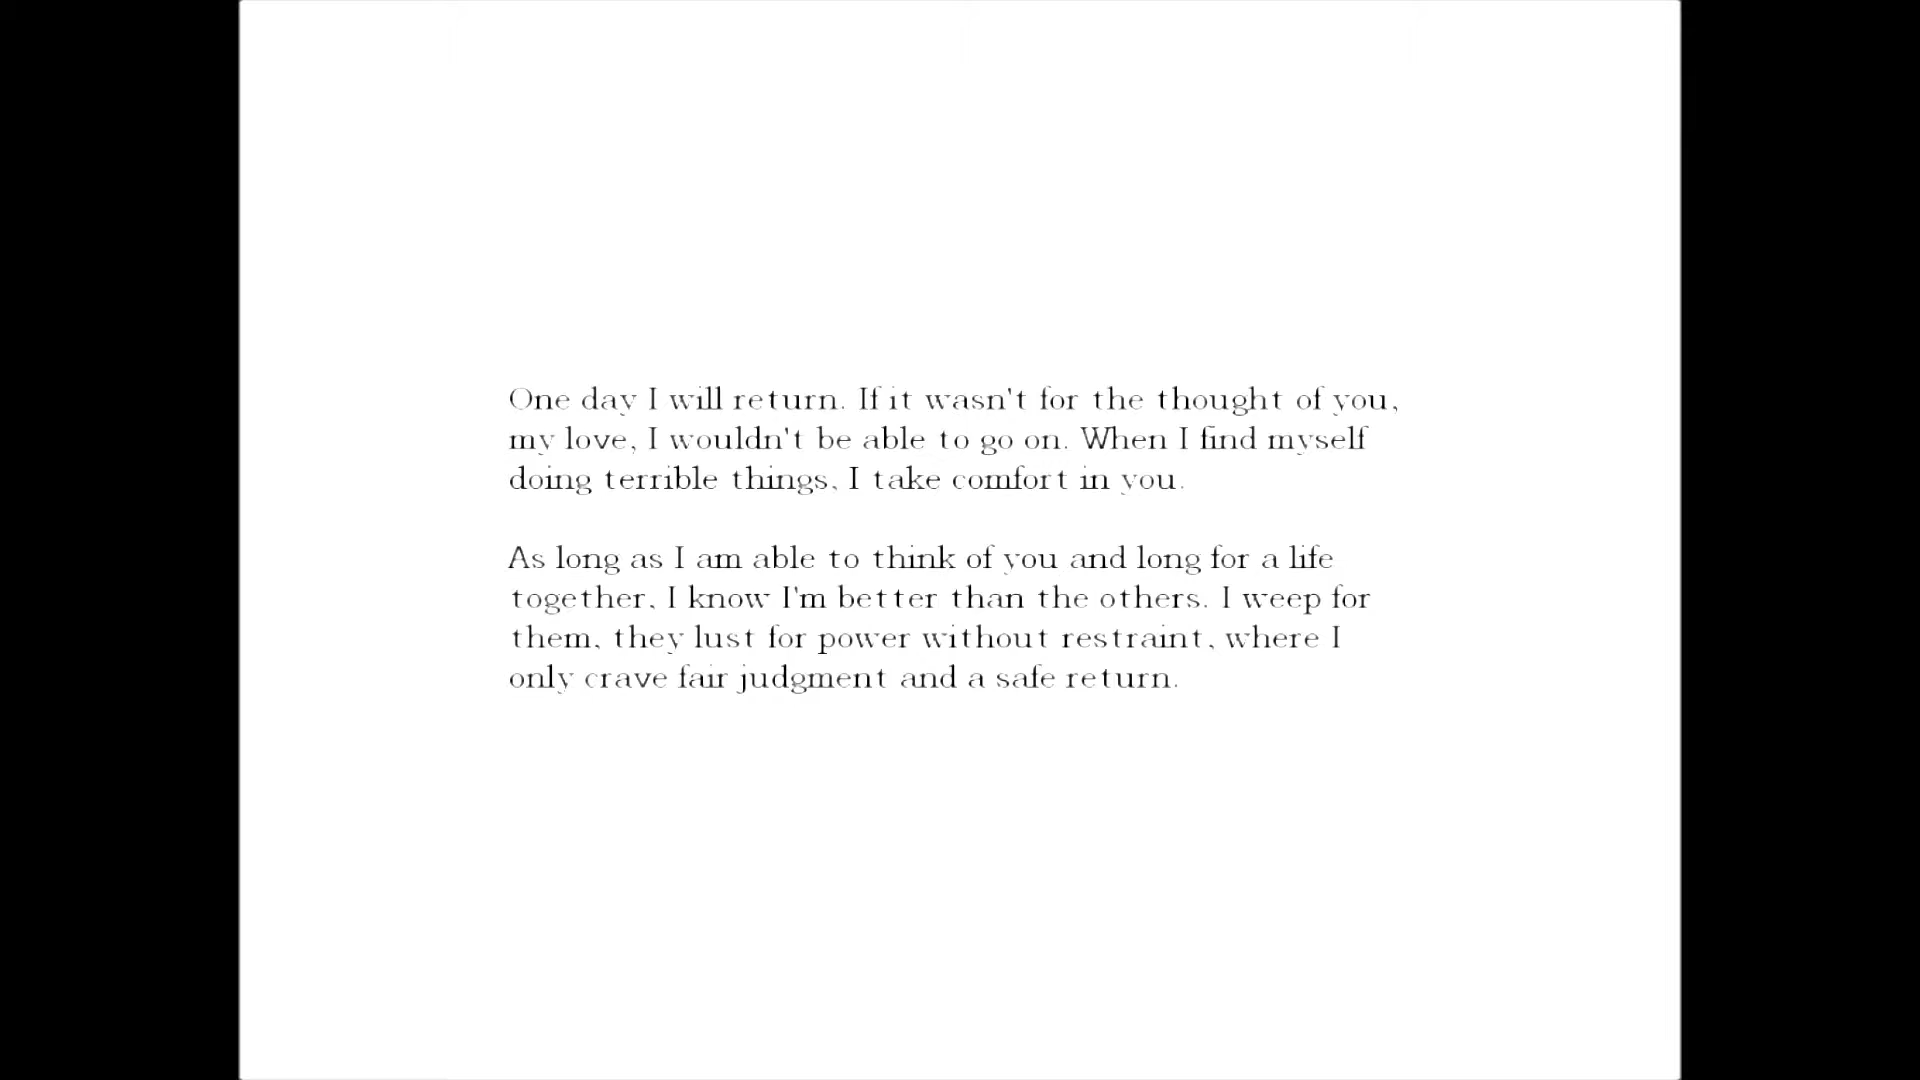 One day I will return. If it wasn't for the thought of you,
my love, I wouldn't be able to go on. When I find myself
doing terrible things, I take comfort in you.
As long as I am able to think of you and long for a life
together, I know I'm better than the others. I weep for
them, they lust for power without restraint, where I
only crave fair judgment and a safe return.